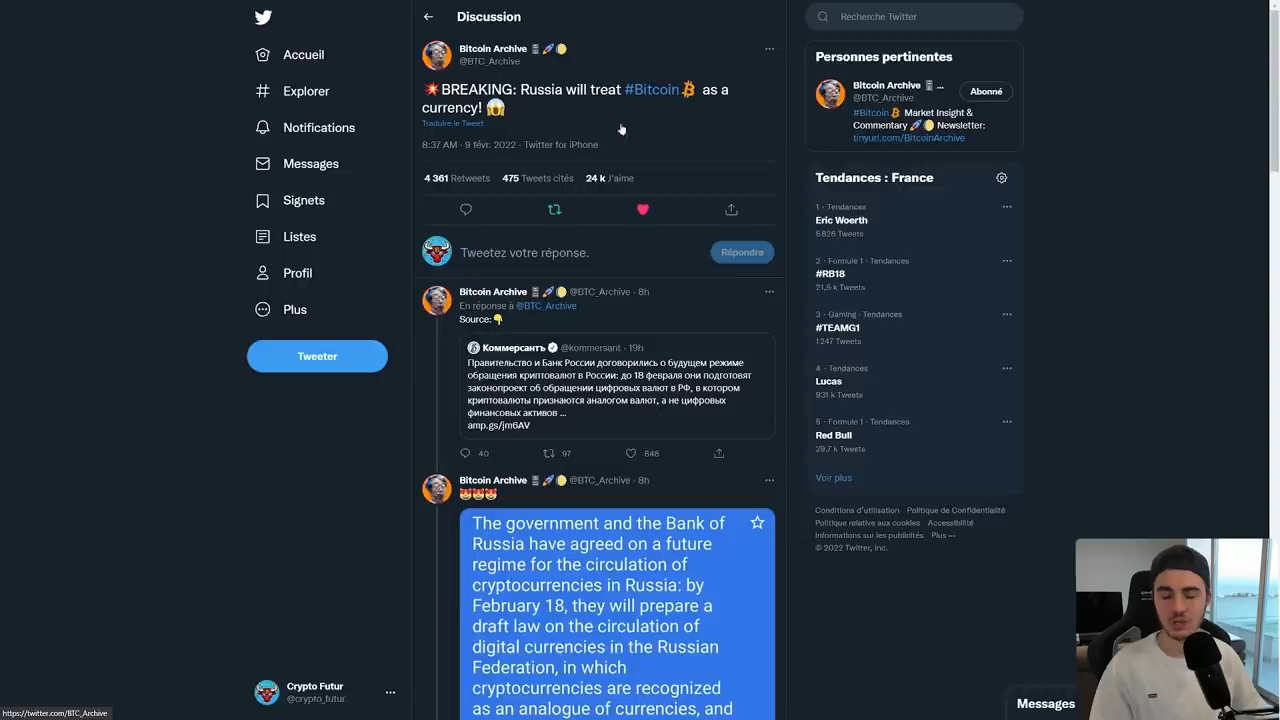 Discussion
Recherche Twitter
Accueil
Explorer
Notifications
Messages
Signets
Listes
Profil
Plus
Tweeter
Crypto Futur
@crypto_futur
https://twitter.com/BTC_Archive
Bitcoin Archive
@BTC_Archive
BREAKING: Russia will treat #Bitcoin as a
currency!
Traduire le Tweet
8:37 AM · 9 févr. 2022 · Twitter for iPhone
4 361 Retweets 475 Tweets cités 24 k J'aime
Tweetez votre réponse.
Répondre
Bitcoin Archive @BTC_Archive · 8h
En réponse à @BTC_Archive
Source:
Коммерсантъ @kommersant · 19h
Правительство и Банк России договорились о будущем режиме
обращения криптовалют в России: до 18 февраля они подготовят
законопроект об обращении цифровых валют в РФ, в котором
криптовалюты признаются аналогом валют, а не цифровых
финансовых активов ...
amp.gs/jm6AV
40 97 848
Bitcoin Archive @BTC_Archive · 8h
The government and the Bank of
Russia have agreed on a future
regime for the circulation of
cryptocurrencies in Russia: by
February 18, they will prepare a
draft law on the circulation of
digital currencies in the Russian
Federation, in which
cryptocurrencies are recognized
as an analogue of currencies, and
Personnes pertinentes
Bitcoin Archive ...
@BTC_Archive
Abonné
#Bitcoin Market Insight &
Commentary Newsletter:
tinyurl.com/BitcoinArchive
Tendances : France
1 · Tendances
Eric Woerth
5 826 Tweets
2 · Formule 1 · Tendances
#RB18
21,5 k Tweets
3 · Gaming · Tendances
#TEAMG1
1 247 Tweets
4 · Tendances
Lucas
931 k Tweets
5 · Formule 1 · Tendances
Red Bull
29,7 k Tweets
Voir plus
Conditions d'utilisation Politique de Confidentialité
Politique relative aux cookies Accessibilité
Informations sur les publicités Plus ···
© 2022 Twitter, Inc.
Messages